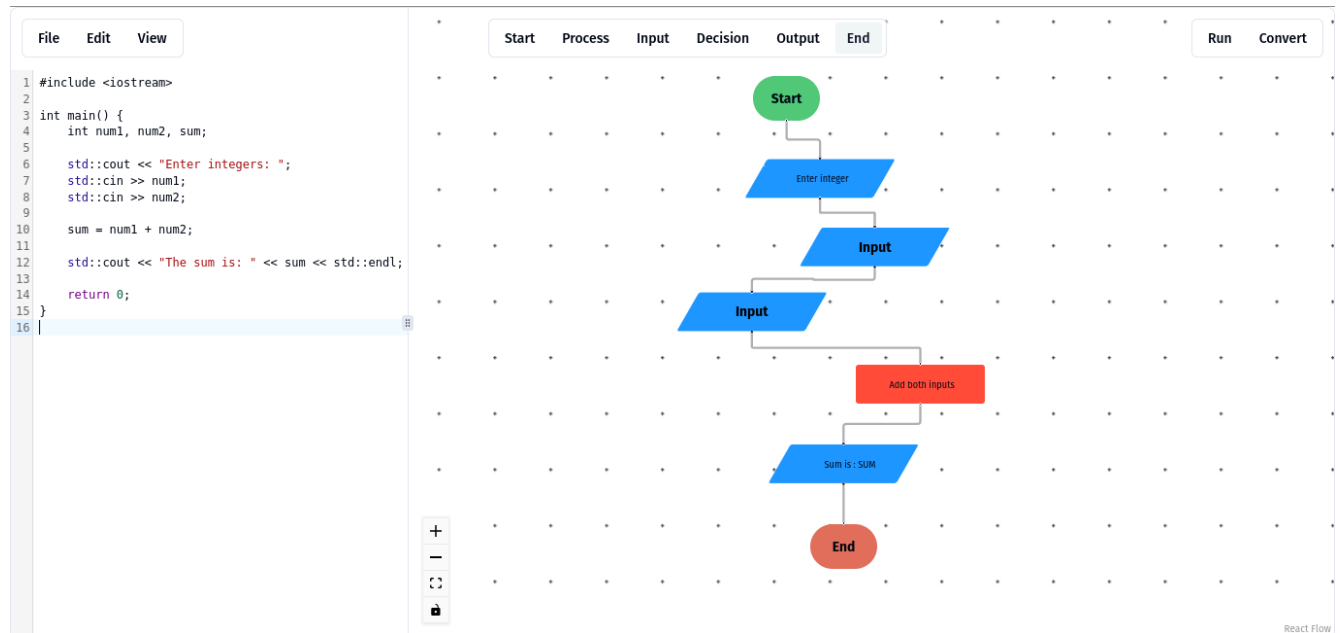 File Edit View
Start Process Input Decision Output End
Run Convert
1 #include <iostream>
2
3 int main() {
4     int num1, num2, sum;
5
6     std::cout << "Enter integers: ";
7     std::cin >> num1;
8     std::cin >> num2;
9
10     sum = num1 + num2;
11
12     std::cout << "The sum is: " << sum << std::endl;
13
14     return 0;
15 }
16
Start
Enter integer
Input
Input
Add both inputs
Sum is : SUM
End
React Flow